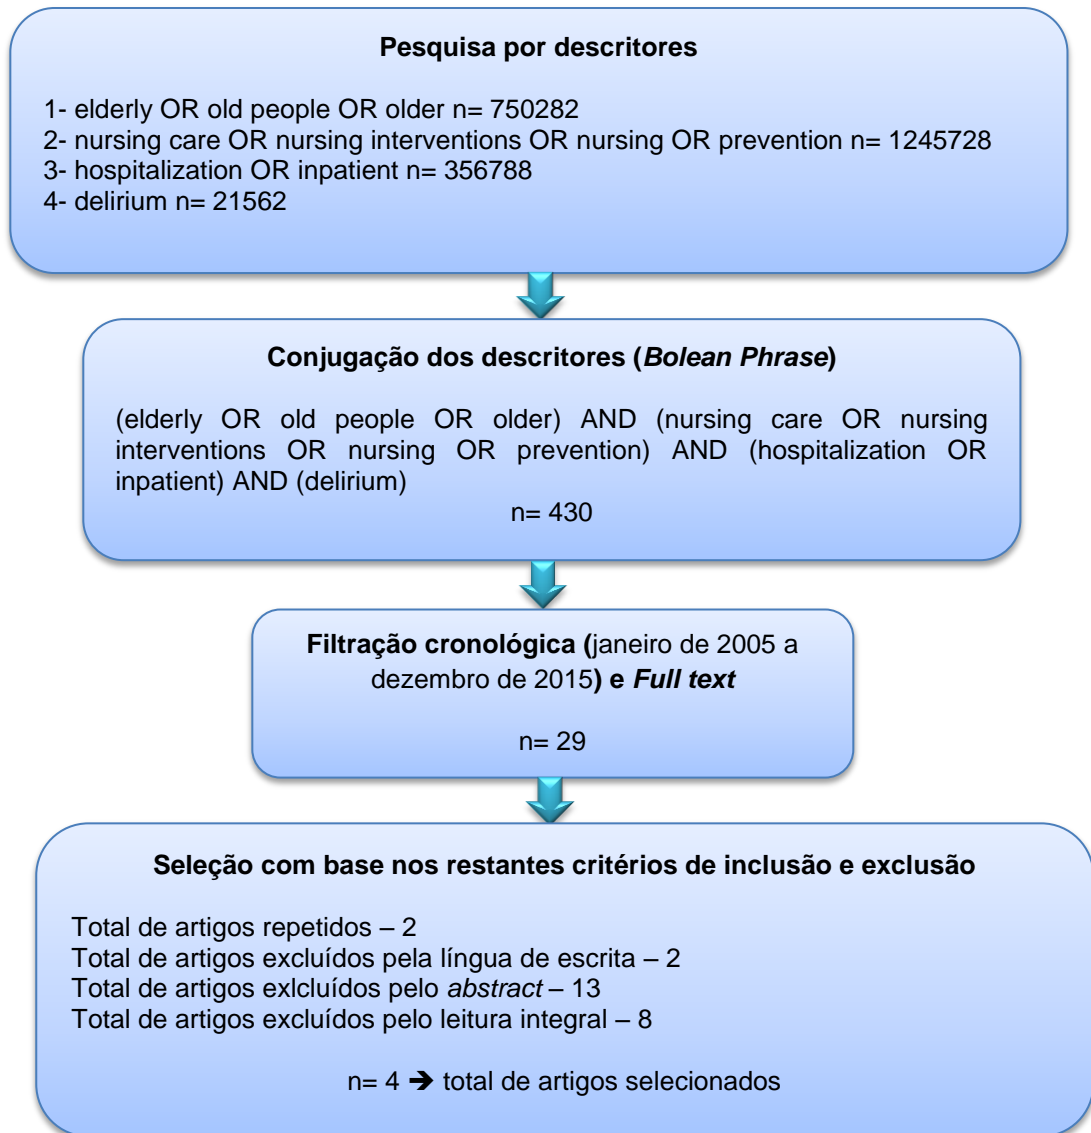 Pesquisa por descritores
1- elderly OR old people OR older n= 750282
2- nursing care OR nursing interventions OR nursing OR prevention n= 1245728
3- hospitalization OR inpatient n= 356788
4- delirium n= 21562
Conjugação dos descritores (Bolean Phrase)
(elderly OR old people OR older) AND (nursing care OR nursing
interventions OR nursing OR prevention) AND (hospitalization OR
inpatient) AND (delirium)
n= 430
Filtração cronológica (janeiro de 2005 a
dezembro de 2015) e Full text
n= 29
Seleção com base nos restantes critérios de inclusão e exclusão
Total de artigos repetidos – 2
Total de artigos excluídos pela língua de escrita – 2
Total de artigos exlcluídos pelo abstract – 13
Total de artigos excluídos pelo leitura integral – 8
n= 4 ➔ total de artigos selecionados